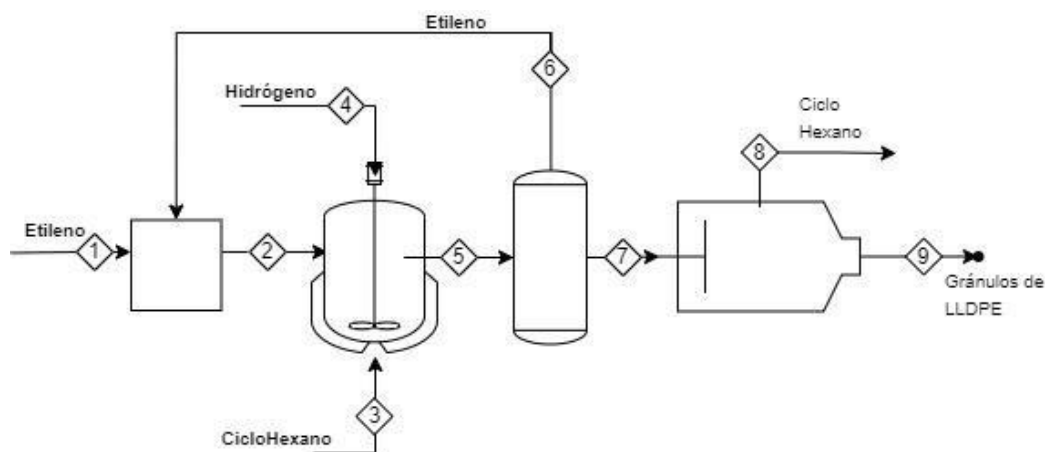 Etileno
6
Hidrógeno
4
Ciclo
Hexano
8
Etileno
1
2
5
7
9
Gránulos de
LLDPE
3
CicloHexano